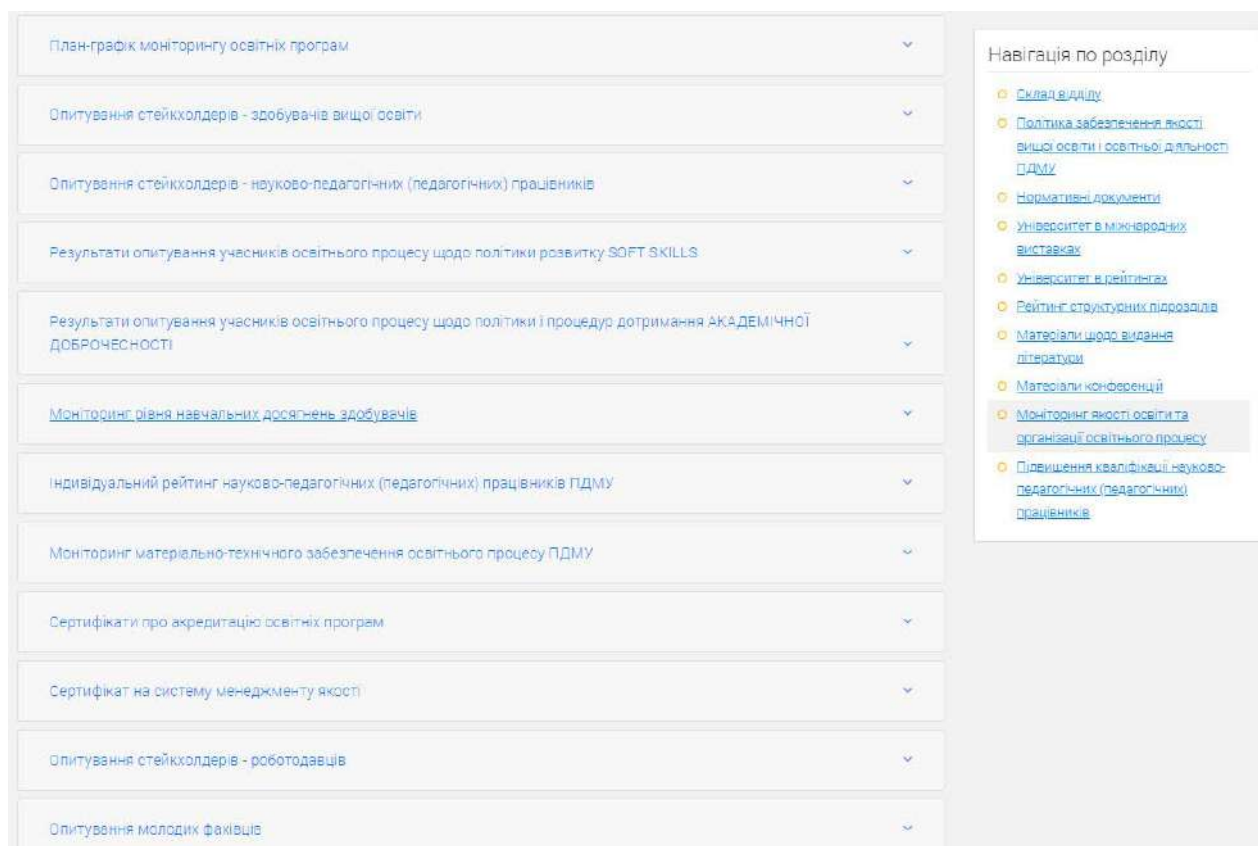 План-графік моніторингу освітніх програм
Опитування стейкхолдерів - здобувачів вищої освіти
Опитування стейкхолдерів - науково-педагогічних (педагогічних) працівників
Результати опитування учасників освітнього процесу щодо політики розвитку SOFT SKILLS
Результати опитування учасників освітнього процесу щодо політики і процедур дотримання АКАДЕМІЧНОЇ
ДОБРОЧЕСНОСТІ
Моніторинг рівня навчальних досягнень здобувачів
Індивідуальний рейтинг науково-педагогічних (педагогічних) працівників ПДМУ
Моніторинг матеріально-технічного забезпечення освітнього процесу ПДМУ
Сертифікати про акредитацію освітніх програм
Сертифікат на систему менеджменту якості
Опитування стейкхолдерів - роботодавців
Опитування молодих фахівців
Навігація по розділу
Склад відділу
Політика забезпечення якості
вищої освіти і освітньої діяльності
ПДМУ
Нормативні документи
Університет в міжнародних
виставках
Університет в рейтингах
Рейтинг структурних підрозділів
Матеріали щодо видання
літератури
Матеріали конференцій
Моніторинг якості освіти та
організації освітнього процесу
Підвищення кваліфікації науково-
педагогічних (педагогічних)
працівників